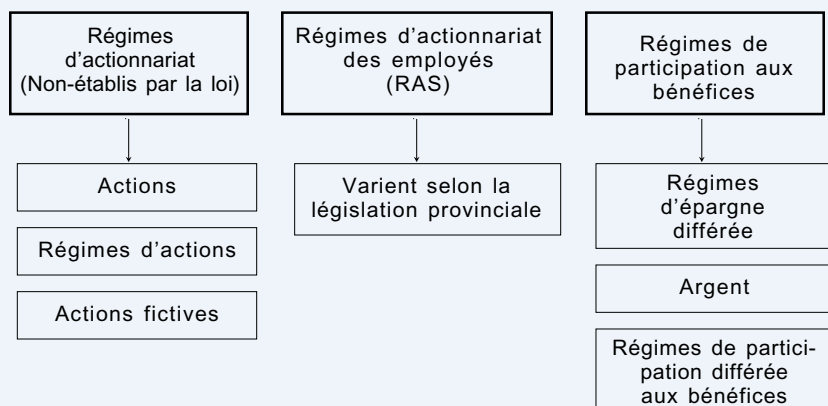 Régimes
d'actionnariat
(Non-établis par la loi)
Actions
Régimes d'actions
Actions fictives
Régimes d'actionnariat
des employés
(RAS)
Varient selon la
législation provinciale
Régimes de
participation aux
bénéfices
Régimes
d'épargne
différée
Argent
Régimes de partici-
pation différée
aux bénéfices